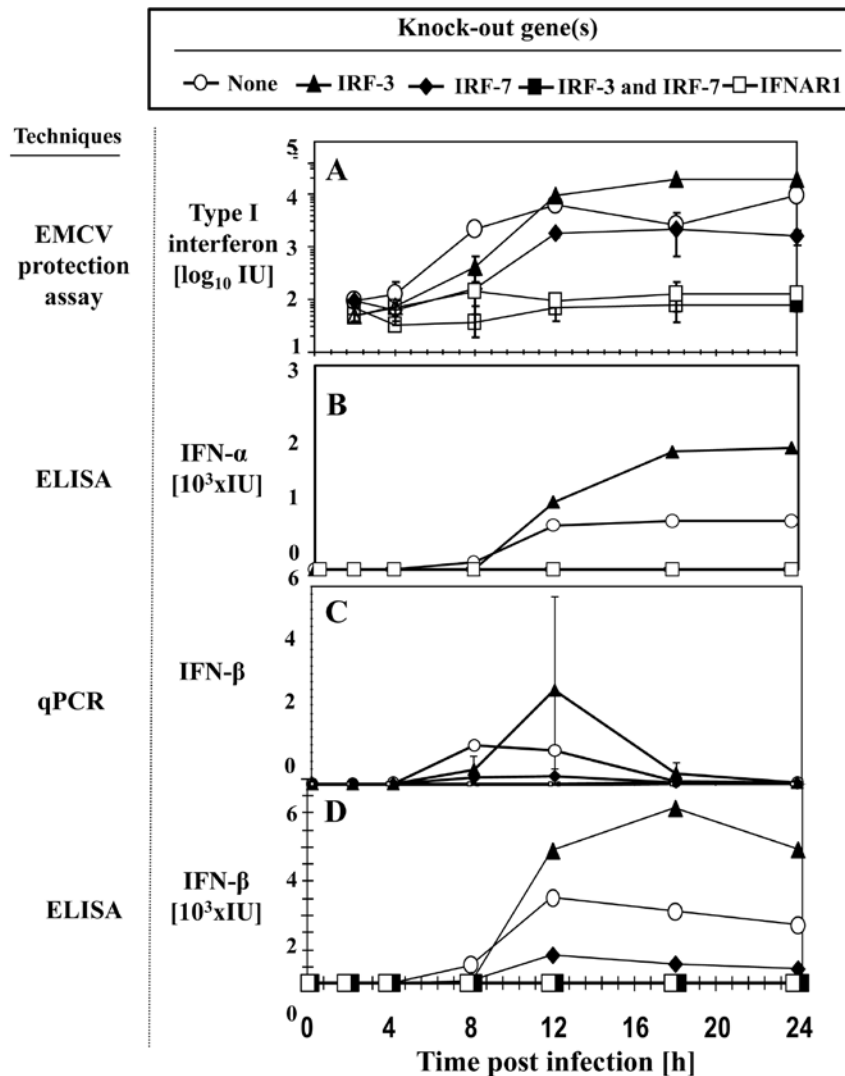 Knock-out gene(s)
None IRF-3 IRF-7 IRF-3 and IRF-7 IFNAR1
Techniques
EMCV
protection
assay
Type I
interferon
[log10 IU]
A
5
4
3
2
1
ELISA
IFN-α
[10³xIU]
B
3
2
1
0
qPCR
IFN-β
C
6
4
2
0
ELISA
IFN-β
[10³xIU]
D
6
4
2
0
0 4 8 12 16 20 24
Time post infection [h]